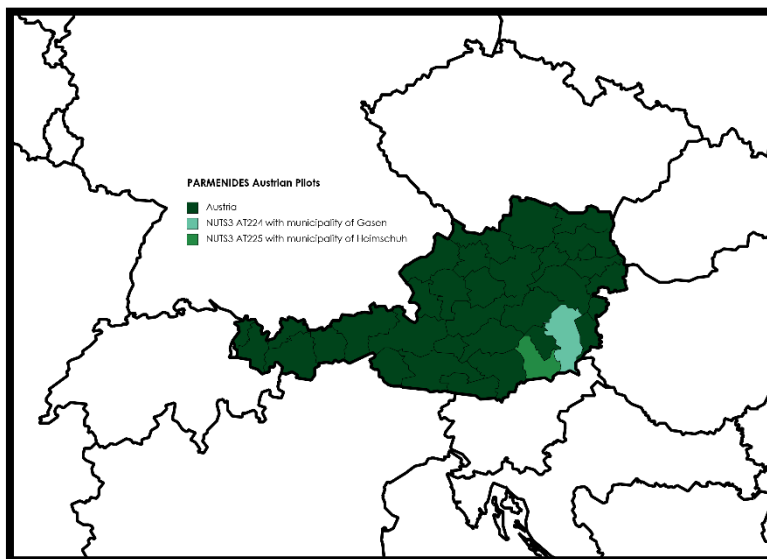 PARMENIDES Austrian Pilots
Austria
NUTS3 AT224 with municipality of Gasen
NUTS3 AT225 with municipality of Heimschuh